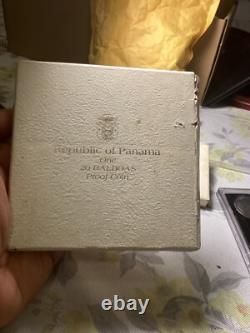 Republic of Panama
One
20 BALBOAS
Proof Coin